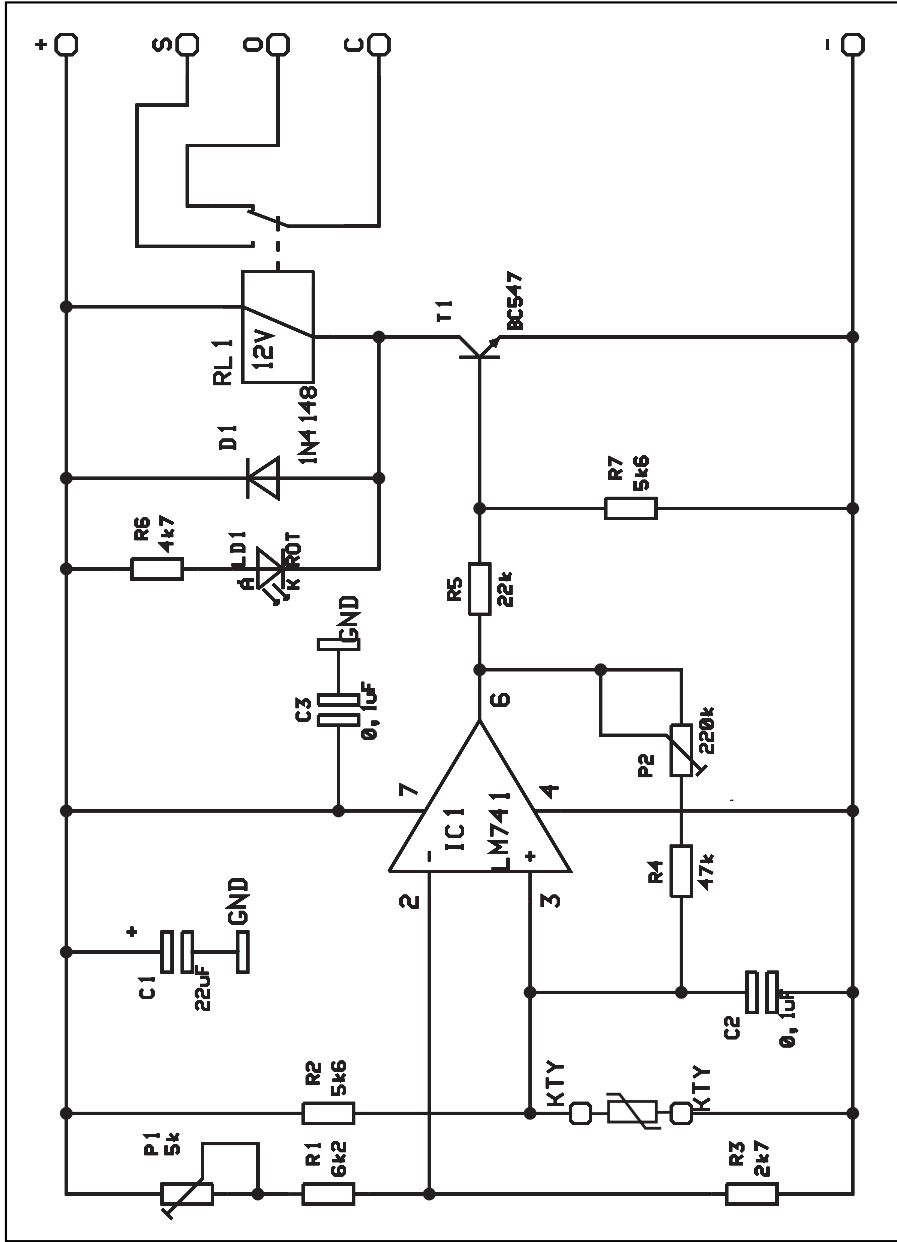 +
S
O
C
-
RL1
12V
T1
BC547
D1
1N4148
R6
4k7
LD1
A
K
ROT
R7
5k6
R5
22k
C3
0,1uF
GND
6
7
IC1
LM741
-
+
4
2
3
P2
220k
R4
47k
+
C1
22uF
GND
C2
0,1uF
R2
5k6
KTY
KTY
P1
5k
R1
6k2
R3
2k7